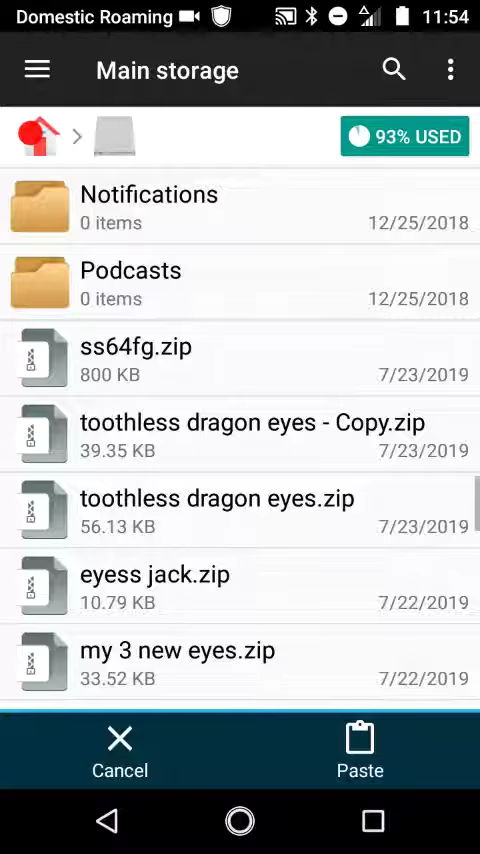 Domestic Roaming 11:54
Main storage
93% USED
Notifications
0 items 12/25/2018
Podcasts
0 items 12/25/2018
ss64fg.zip
800 KB 7/23/2019
toothless dragon eyes - Copy.zip
39.35 KB 7/23/2019
toothless dragon eyes.zip
56.13 KB 7/23/2019
eyess jack.zip
10.79 KB 7/22/2019
my 3 new eyes.zip
33.52 KB 7/22/2019
Cancel Paste